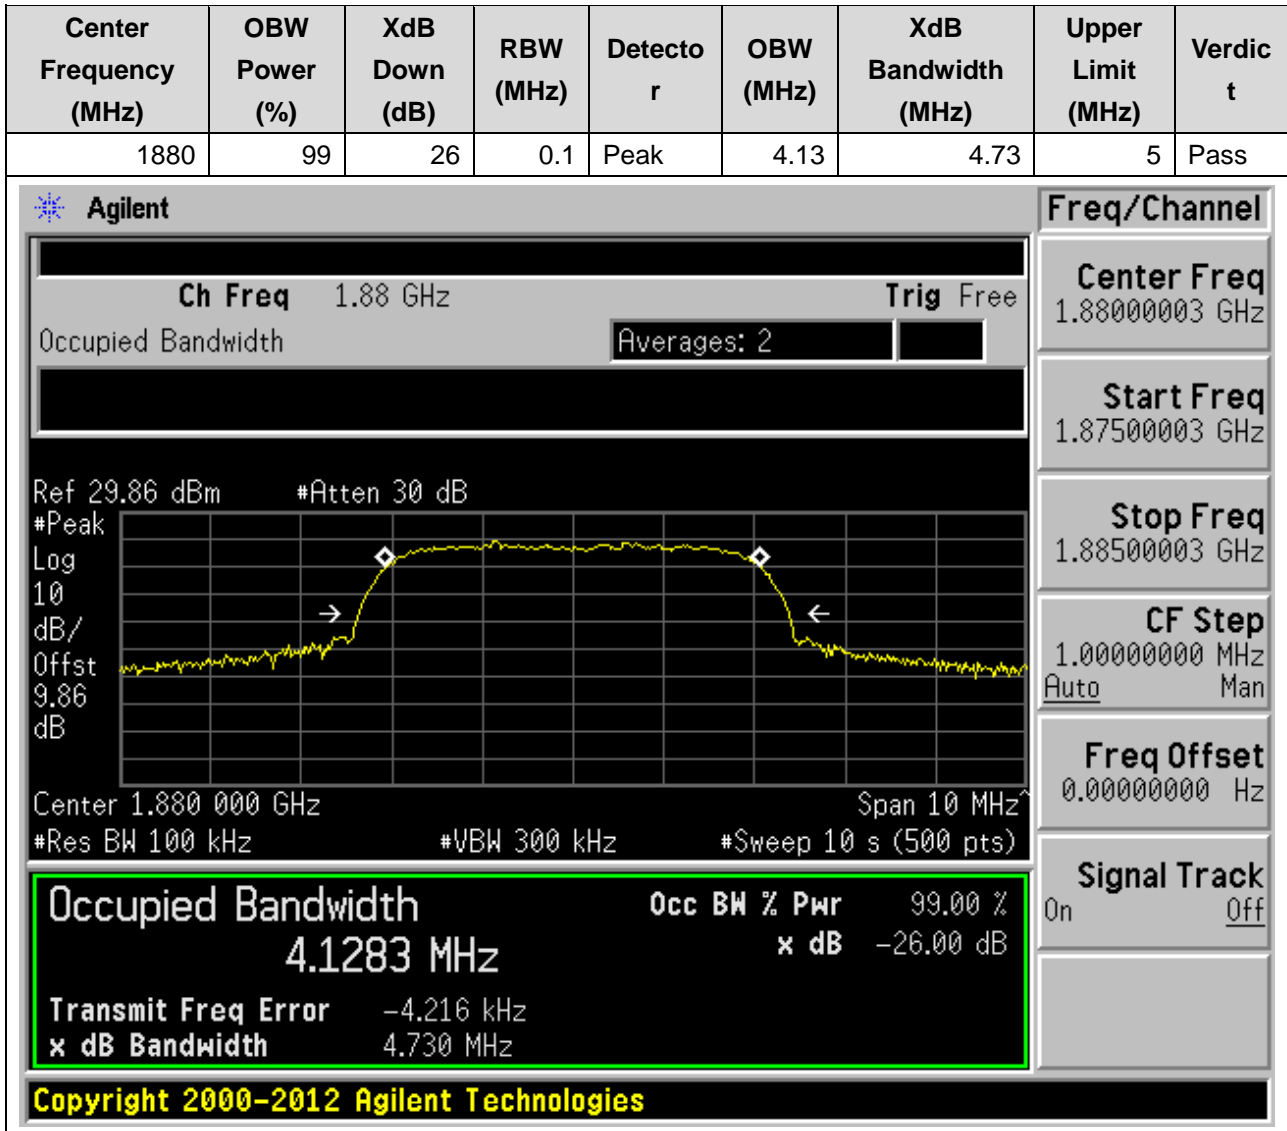 Center Frequency (MHz) OBW Power (%) XdB Down (dB) RBW (MHz) Detecto r OBW (MHz) XdB Bandwidth (MHz) Upper Limit (MHz) Verdic t
1880 99 26 0.1 Peak 4.13 4.73 5 Pass
Agilent
Freq/Channel
Ch Freq 1.88 GHz Trig Free
Occupied Bandwidth Averages: 2
Ref 29.86 dBm #Atten 30 dB
#Peak
Log
10
dB/
Offst
9.86
dB
Center 1.880 000 GHz Span 10 MHz^
#Res BW 100 kHz #VBW 300 kHz #Sweep 10 s (500 pts)
Occupied Bandwidth Occ BW % Pwr 99.00 %
4.1283 MHz x dB -26.00 dB
Transmit Freq Error -4.216 kHz
x dB Bandwidth 4.730 MHz
Center Freq
1.88000003 GHz
Start Freq
1.87500003 GHz
Stop Freq
1.88500003 GHz
CF Step
1.00000000 MHz
Auto Man
Freq Offset
0.00000000 Hz
Signal Track
On Off
Copyright 2000-2012 Agilent Technologies